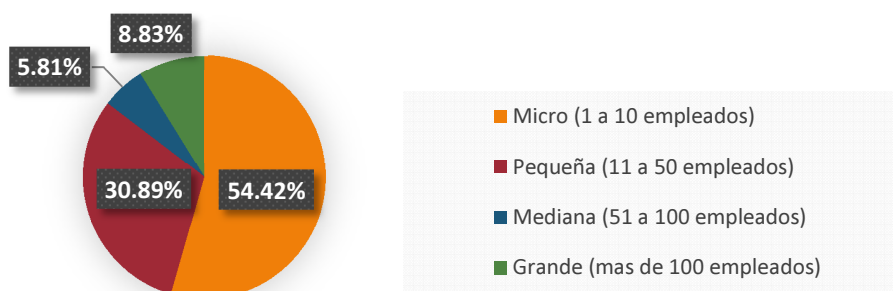 8.83%
5.81%
30.89%
54.42%
Micro (1 a 10 empleados)
Pequeña (11 a 50 empleados)
Mediana (51 a 100 empleados)
Grande (mas de 100 empleados)